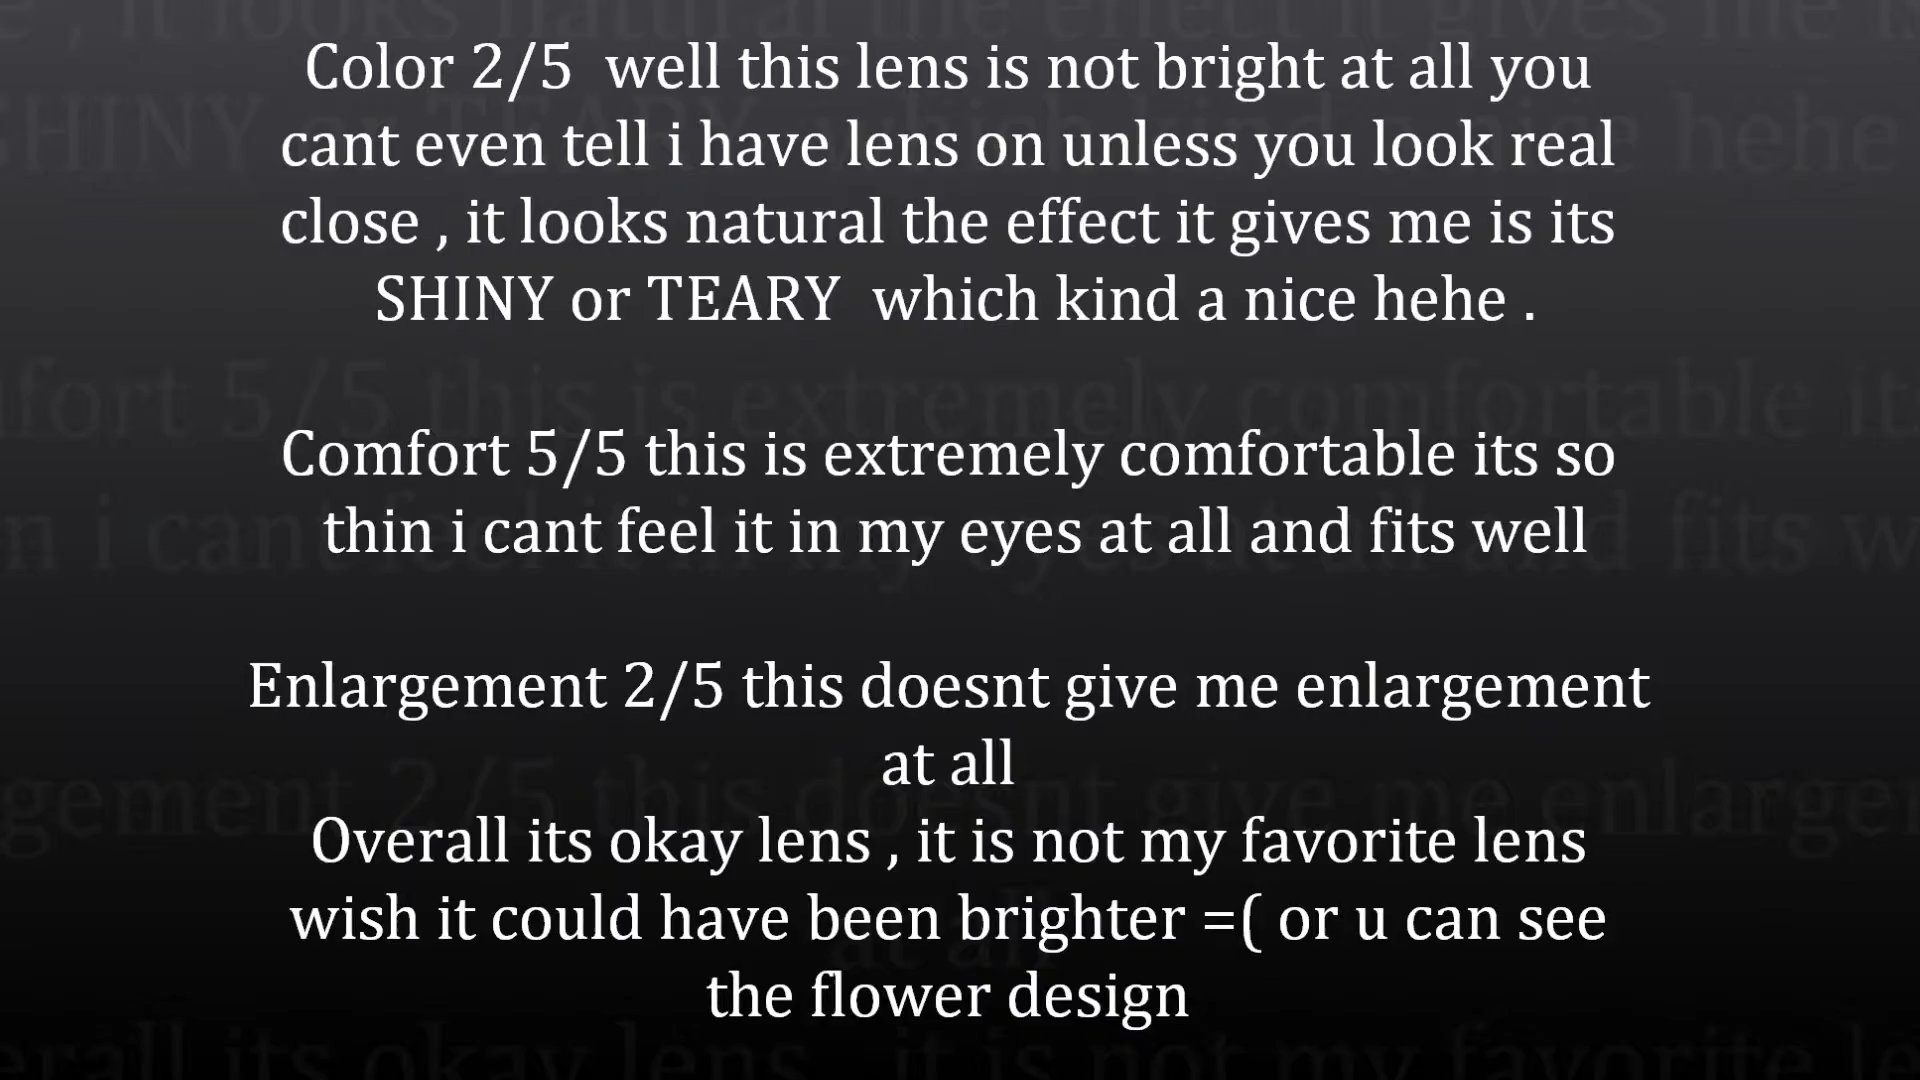 Color 2/5  well this lens is not bright at all you
cant even tell i have lens on unless you look real
close , it looks natural the effect it gives me is its
SHINY or TEARY  which kind a nice hehe .
Comfort 5/5 this is extremely comfortable its so
thin i cant feel it in my eyes at all and fits well
Enlargement 2/5 this doesnt give me enlargement
at all
Overall its okay lens , it is not my favorite lens
wish it could have been brighter =( or u can see
the flower design